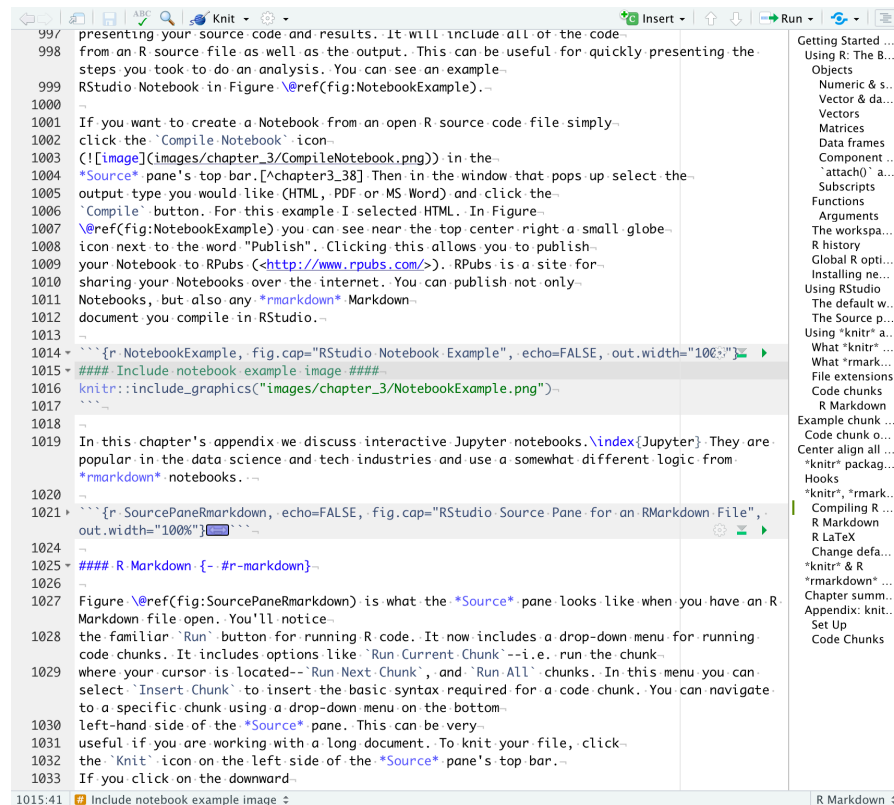 ABC Knit Insert Run
997 presenting your source code and results. It will include all of the code
998 from an R source file as well as the output. This can be useful for quickly presenting the
steps you took to do an analysis. You can see an example
999 RStudio Notebook in Figure \@ref(fig:NotebookExample).
1000
1001 If you want to create a Notebook from an open R source code file simply
1002 click the `Compile Notebook` icon
1003 (![image](images/chapter_3/CompileNotebook.png)) in the
1004 *Source* pane's top bar.[^chapter3_38] Then in the window that pops up select the
1005 output type you would like (HTML, PDF or MS Word) and click the
1006 `Compile` button. For this example I selected HTML. In Figure
1007 \@ref(fig:NotebookExample) you can see near the top center right a small globe
1008 icon next to the word "Publish". Clicking this allows you to publish
1009 your Notebook to RPubs (<http://www.rpubs.com/>). RPubs is a site for
1010 sharing your Notebooks over the internet. You can publish not only
1011 Notebooks, but also any *rmarkdown* Markdown
1012 document you compile in RStudio.
1013
1014 ```{r NotebookExample, fig.cap="RStudio Notebook Example", echo=FALSE, out.width="100%"}
1015 #### Include notebook example image ####
1016 knitr::include_graphics("images/chapter_3/NotebookExample.png")
1017 ```
1018
1019 In this chapter's appendix we discuss interactive Jupyter notebooks.\index{Jupyter} They are
popular in the data science and tech industries and use a somewhat different logic from
*rmarkdown* notebooks.
1020
1021 ```{r SourcePaneRmarkdown, echo=FALSE, fig.cap="RStudio Source Pane for an RMarkdown File",
out.width="100%"}```
1024
1025 #### R Markdown {- #r-markdown}
1026
1027 Figure \@ref(fig:SourcePaneRmarkdown) is what the *Source* pane looks like when you have an R
Markdown file open. You'll notice
1028 the familiar `Run` button for running R code. It now includes a drop-down menu for running
code chunks. It includes options like `Run Current Chunk`--i.e. run the chunk
1029 where your cursor is located--`Run Next Chunk`, and `Run All` chunks. In this menu you can
select `Insert Chunk` to insert the basic syntax required for a code chunk. You can navigate
to a specific chunk using a drop-down menu on the bottom
1030 left-hand side of the *Source* pane. This can be very
1031 useful if you are working with a long document. To knit your file, click
1032 the `Knit` icon on the left side of the *Source* pane's top bar.
1033 If you click on the downward
Getting Started ...
Using R: The B...
Objects
Numeric & s...
Vector & da...
Vectors
Matrices
Data frames
Component ...
`attach()` a...
Subscripts
Functions
Arguments
The workspa...
R history
Global R opti...
Installing ne...
Using RStudio
The default w...
The Source p...
Using *knitr* a...
What *knitr* ...
What *rmark...
File extensions
Code chunks
R Markdown
Example chunk ...
Code chunk o...
Center align all ...
*knitr* packag...
Hooks
*knitr*, *rmark...
Compiling R ...
R Markdown
R LaTeX
Change defa...
*knitr* & R
*rmarkdown* ...
Chapter summ...
Appendix: knit...
Set Up
Code Chunks
1015:41 # Include notebook example image R Markdown